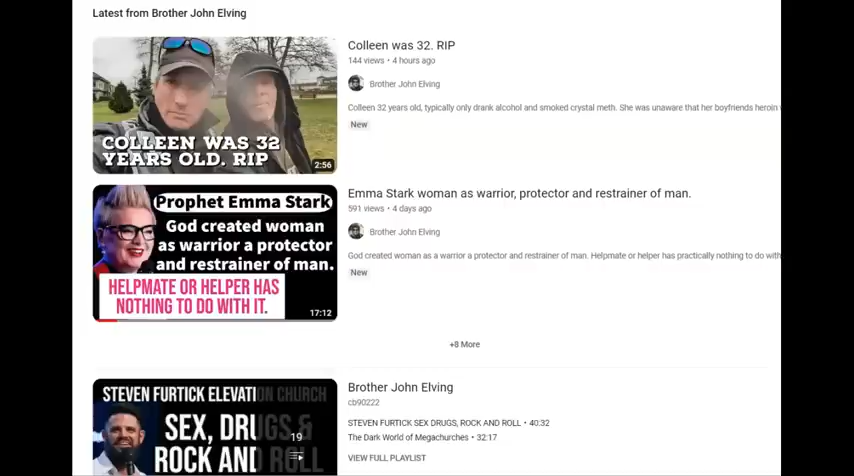 Latest from Brother John Elving
COLLEEN WAS 32
YEARS OLD. RIP
2:56
Colleen was 32. RIP
144 views • 4 hours ago
Brother John Elving
Colleen 32 years old, typically only drank alcohol and smoked crystal meth. She was unaware that her boyfriends heroin
New
Prophet Emma Stark
God created woman
as warrior a protector
and restrainer of man.
HELPMATE OR HELPER HAS
NOTHING TO DO WITH IT.
17:12
Emma Stark woman as warrior, protector and restrainer of man.
591 views • 4 days ago
Brother John Elving
God created woman as a warrior a protector and restrainer of man. Helpmate or helper has practically nothing to do with
New
+8 More
STEVEN FURTICK ELEVATION CHURCH
SEX, DRUGS &
ROCK AND ROLL
19
Brother John Elving
cb90222
STEVEN FURTICK SEX DRUGS, ROCK AND ROLL • 40:32
The Dark World of Megachurches • 32:17
VIEW FULL PLAYLIST